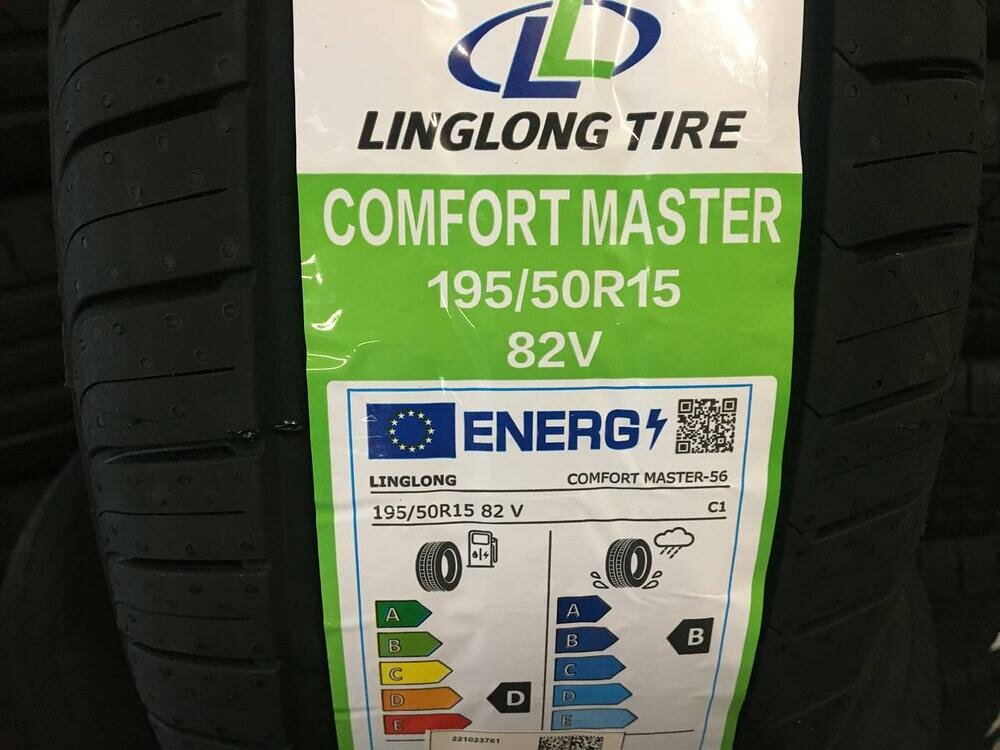 LINGLONG TIRE
COMFORT MASTER
195/50R15
82V
ENERG
LINGLONG
COMFORT MASTER-56
195/50R15 82 V
C1
A
B
C
D
E
D
A
B
C
D
E
B
221023761